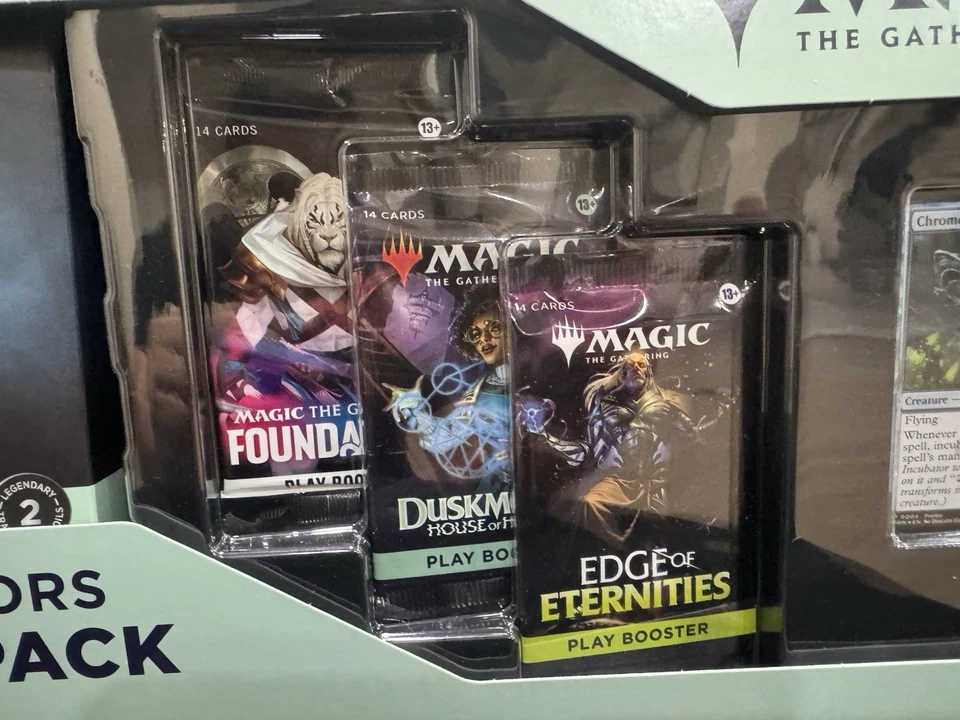 THE GATH
14 CARDS
13+
MAGIC THE G
FOUNDA
PLAY BOO
14 CARDS
13+
MAGIC
THE GATHE
DUSKM
HOUSE OF H
PLAY BOO
14 CARDS
13+
MAGIC
THE GATHERING
EDGE OF
ETERNITIES
PLAY BOOSTER
LEGENDARY
2
ORS
PACK
Chrome
Creature —
Flying
Whenever
spell, incu
spell's man
Incubator to
on it and "2
transforms i
creature.)